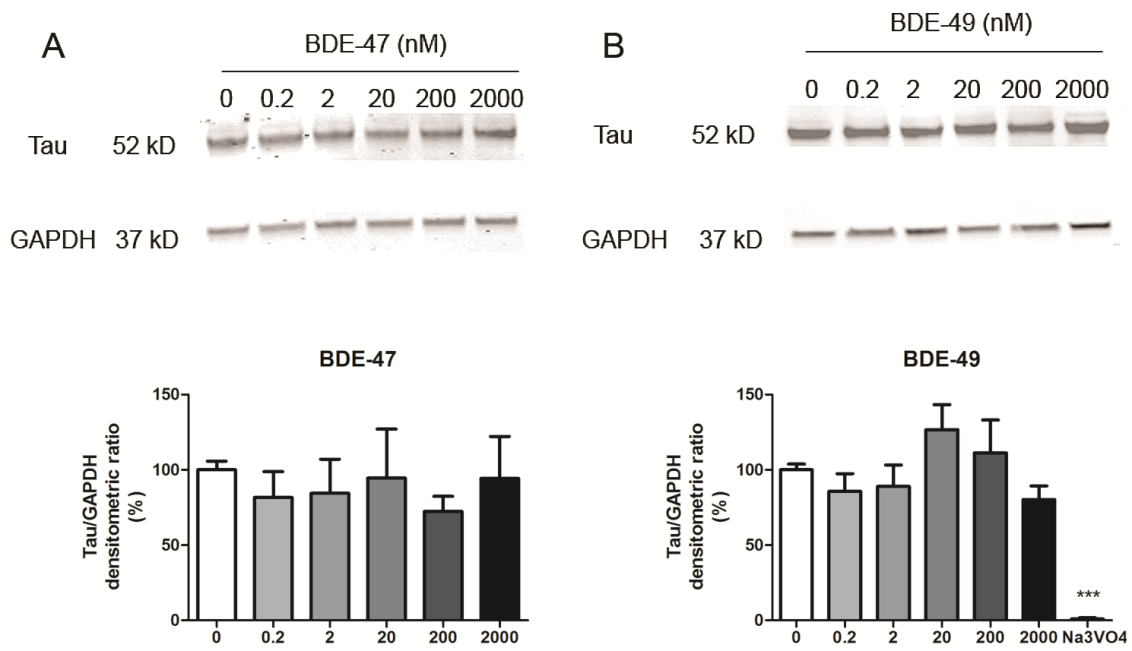 A
BDE-47 (nM)
0 0.2 2 20 200 2000
Tau 52 kD
GAPDH 37 kD
B
BDE-49 (nM)
0 0.2 2 20 200 2000
Tau 52 kD
GAPDH 37 kD
BDE-47
Tau/GAPDH
densitometric ratio
(%)
150
100
50
0
0 0.2 2 20 200 2000
BDE-49
Tau/GAPDH
densitometric ratio
(%)
150
100
50
0
***
0 0.2 2 20 200 2000 Na3VO4